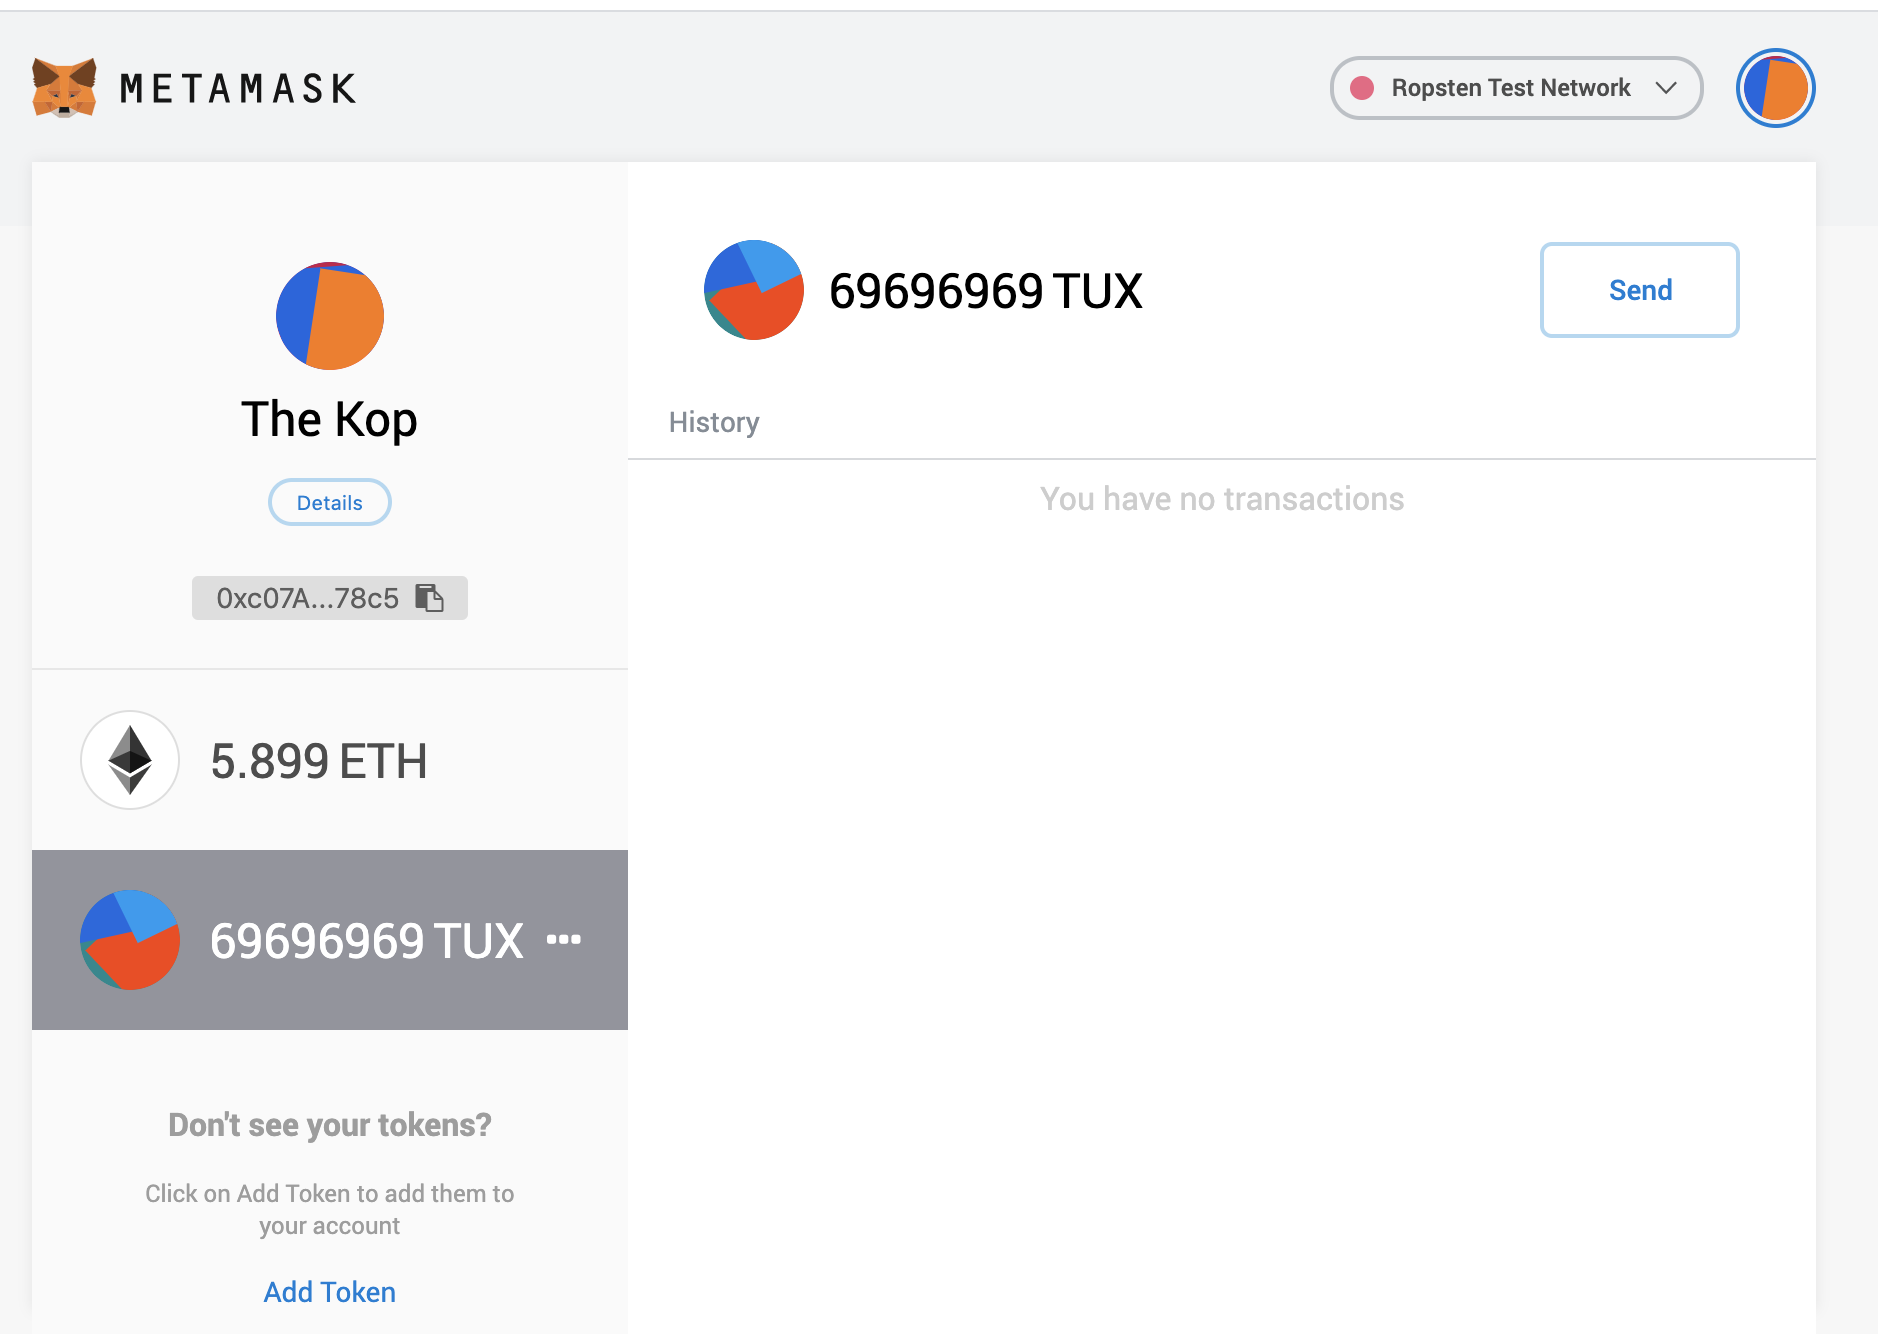 METAMASK
Ropsten Test Network
The Kop
Details
0xc07A...78c5
5.899 ETH
69696969 TUX
Don't see your tokens?
Click on Add Token to add them to
your account
Add Token
69696969 TUX
Send
History
You have no transactions